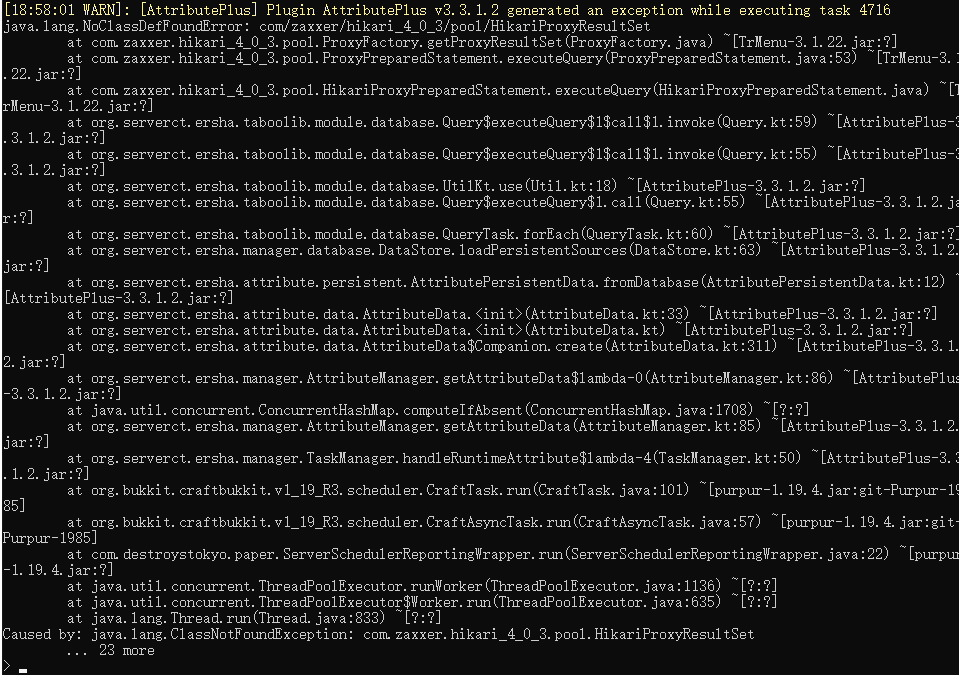 [18:58:01 WARN]: [AttributePlus] Plugin AttributePlus v3.3.1.2 generated an exception while executing task 4716
java.lang.NoClassDefFoundError: com/zaxxer/hikari_4_0_3/pool/HikariProxyResultSet
        at com.zaxxer.hikari_4_0_3.pool.ProxyFactory.getProxyResultSet(ProxyFactory.java) ~[TrMenu-3.1.22.jar:?]
        at com.zaxxer.hikari_4_0_3.pool.ProxyPreparedStatement.executeQuery(ProxyPreparedStatement.java:53) ~[TrMenu-3.1
.22.jar:?]
        at com.zaxxer.hikari_4_0_3.pool.HikariProxyPreparedStatement.executeQuery(HikariProxyPreparedStatement.java) ~[T
rMenu-3.1.22.jar:?]
        at org.serverct.ersha.taboolib.module.database.Query$executeQuery$1$call$1.invoke(Query.kt:59) ~[AttributePlus-3
.3.1.2.jar:?]
        at org.serverct.ersha.taboolib.module.database.Query$executeQuery$1$call$1.invoke(Query.kt:55) ~[AttributePlus-3
.3.1.2.jar:?]
        at org.serverct.ersha.taboolib.module.database.UtilKt.use(Util.kt:18) ~[AttributePlus-3.3.1.2.jar:?]
        at org.serverct.ersha.taboolib.module.database.Query$executeQuery$1.call(Query.kt:55) ~[AttributePlus-3.3.1.2.ja
r:?]
        at org.serverct.ersha.taboolib.module.database.QueryTask.forEach(QueryTask.kt:60) ~[AttributePlus-3.3.1.2.jar:?]
        at org.serverct.ersha.manager.database.DataStore.loadPersistentSources(DataStore.kt:63) ~[AttributePlus-3.3.1.2.
jar:?]
        at org.serverct.ersha.attribute.persistent.AttributePersistentData.fromDatabase(AttributePersistentData.kt:12) ~
[AttributePlus-3.3.1.2.jar:?]
        at org.serverct.ersha.attribute.data.AttributeData.<init>(AttributeData.kt:33) ~[AttributePlus-3.3.1.2.jar:?]
        at org.serverct.ersha.attribute.data.AttributeData.<init>(AttributeData.kt) ~[AttributePlus-3.3.1.2.jar:?]
        at org.serverct.ersha.attribute.data.AttributeData$Companion.create(AttributeData.kt:311) ~[AttributePlus-3.3.1.
2.jar:?]
        at org.serverct.ersha.manager.AttributeManager.getAttributeData$lambda-0(AttributeManager.kt:86) ~[AttributePlus
-3.3.1.2.jar:?]
        at java.util.concurrent.ConcurrentHashMap.computeIfAbsent(ConcurrentHashMap.java:1708) ~[?:?]
        at org.serverct.ersha.manager.AttributeManager.getAttributeData(AttributeManager.kt:85) ~[AttributePlus-3.3.1.2.
jar:?]
        at org.serverct.ersha.manager.TaskManager.handleRuntimeAttribute$lambda-4(TaskManager.kt:50) ~[AttributePlus-3.3
.1.2.jar:?]
        at org.bukkit.craftbukkit.v1_19_R3.scheduler.CraftTask.run(CraftTask.java:101) ~[purpur-1.19.4.jar:git-Purpur-19
85]
        at org.bukkit.craftbukkit.v1_19_R3.scheduler.CraftAsyncTask.run(CraftAsyncTask.java:57) ~[purpur-1.19.4.jar:git-
Purpur-1985]
        at com.destroystokyo.paper.ServerSchedulerReportingWrapper.run(ServerSchedulerReportingWrapper.java:22) ~[purpur
-1.19.4.jar:?]
        at java.util.concurrent.ThreadPoolExecutor.runWorker(ThreadPoolExecutor.java:1136) ~[?:?]
        at java.util.concurrent.ThreadPoolExecutor$Worker.run(ThreadPoolExecutor.java:635) ~[?:?]
        at java.lang.Thread.run(Thread.java:833) ~[?:?]
Caused by: java.lang.ClassNotFoundException: com.zaxxer.hikari_4_0_3.pool.HikariProxyResultSet
        ... 23 more
>